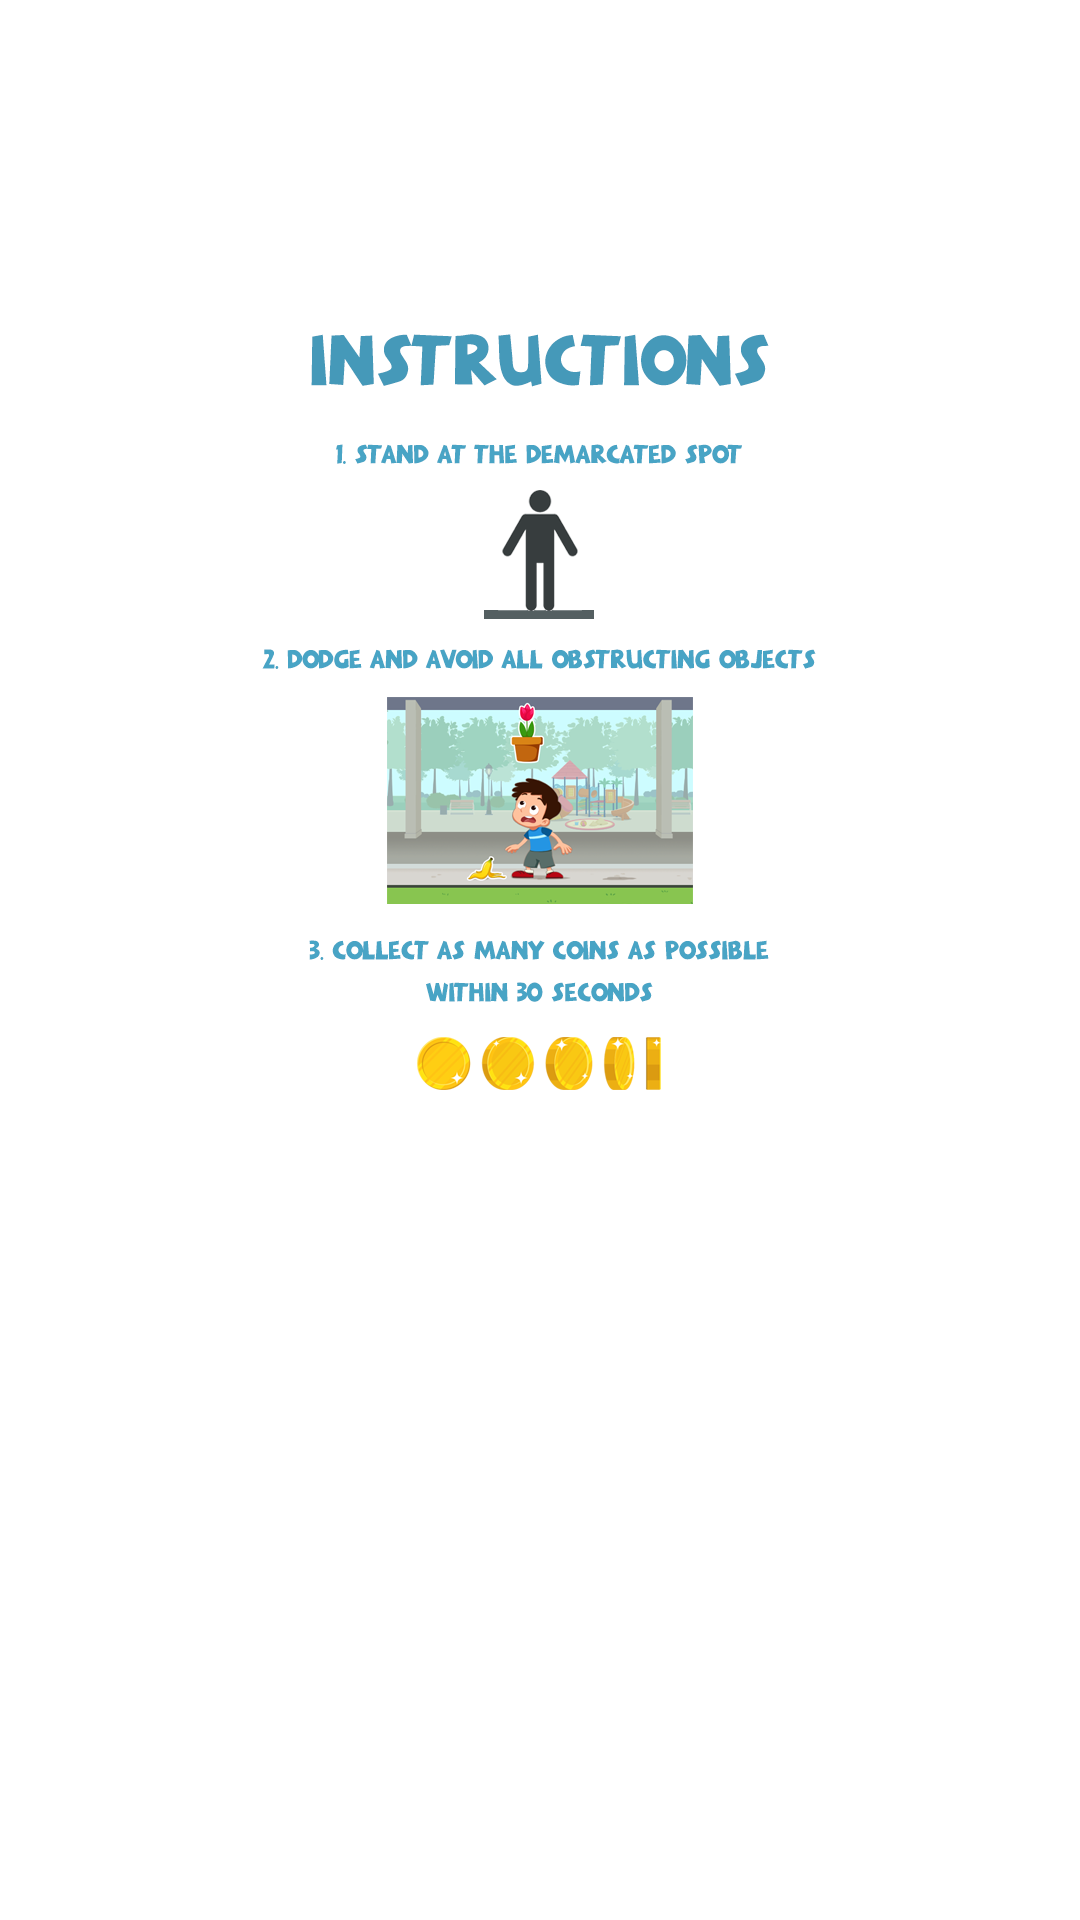 INSTRUCTIONS
1. STAND AT THE DEMARCATED SPOT
2. DODGE AND AVOID ALL OBSTRUCTING OBJECTS
3. COLLECT AS MANY COINS AS POSSIBLE
WITHIN 30 SECONDS